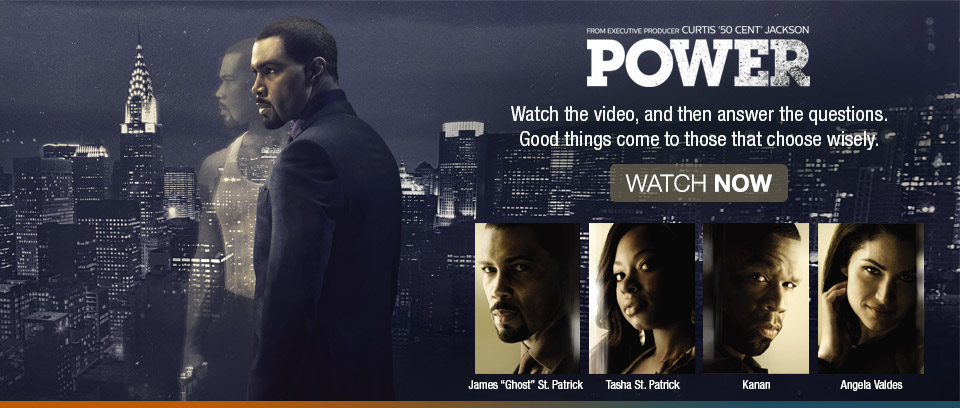 FROM EXECUTIVE PRODUCER CURTIS '50 CENT' JACKSON
POWER
Watch the video, and then answer the questions.
Good things come to those that choose wisely.
WATCH NOW
James “Ghost” St. Patrick
Tasha St. Patrick
Kanan
Angela Valdes